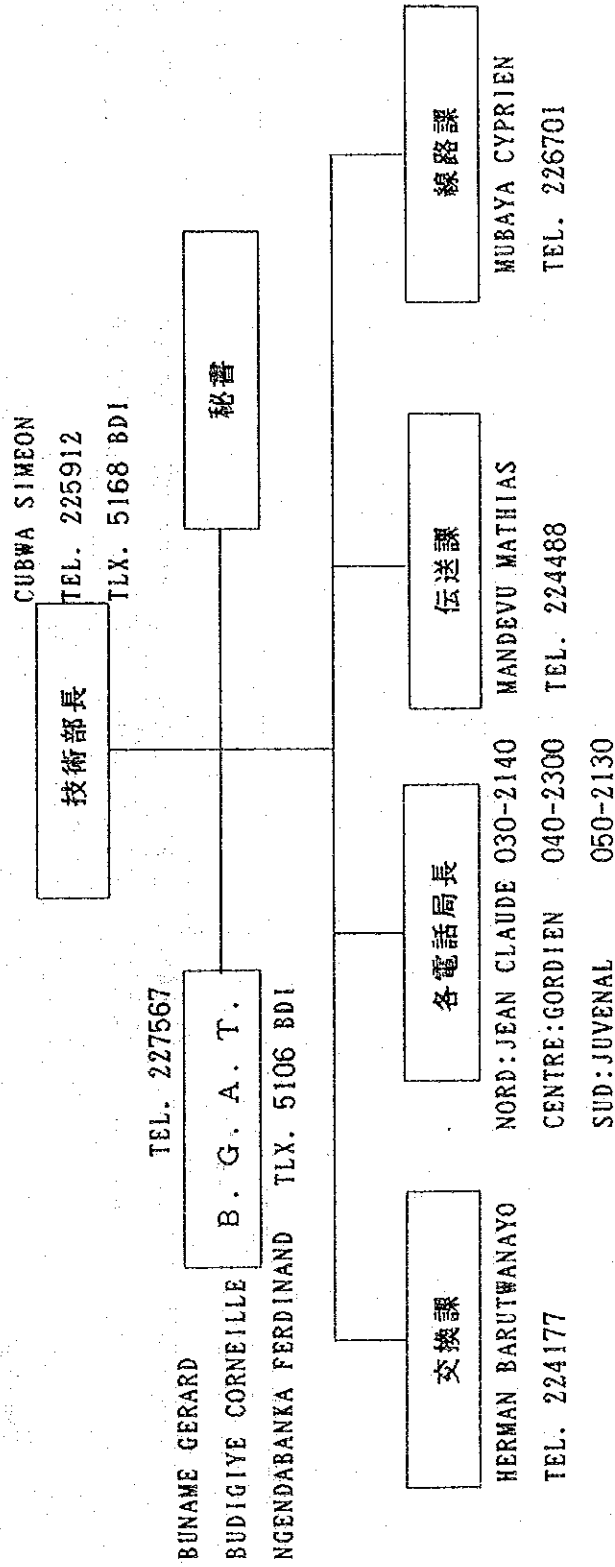 CUBWA SIMEON
技術部長
TEL. 225912
TLX. 5168 BDI
TEL. 227567
BUNAME GERARD
B. G. A. T.
秘書
BUDIGIYE CORNEILLE
NGENDABANKA FERDINAND TLX. 5106 BDI
交換課
HERMAN BARUTWANAYO
TEL. 224177
各電話局長
NORD:JEAN CLAUDE 030-2140
CENTRE:GORDIEN 040-2300
SUD:JUVENAL 050-2130
伝送課
MANDEVU MATHIAS
TEL. 224488
線路課
MUBAYA CYPRIEN
TEL. 226701